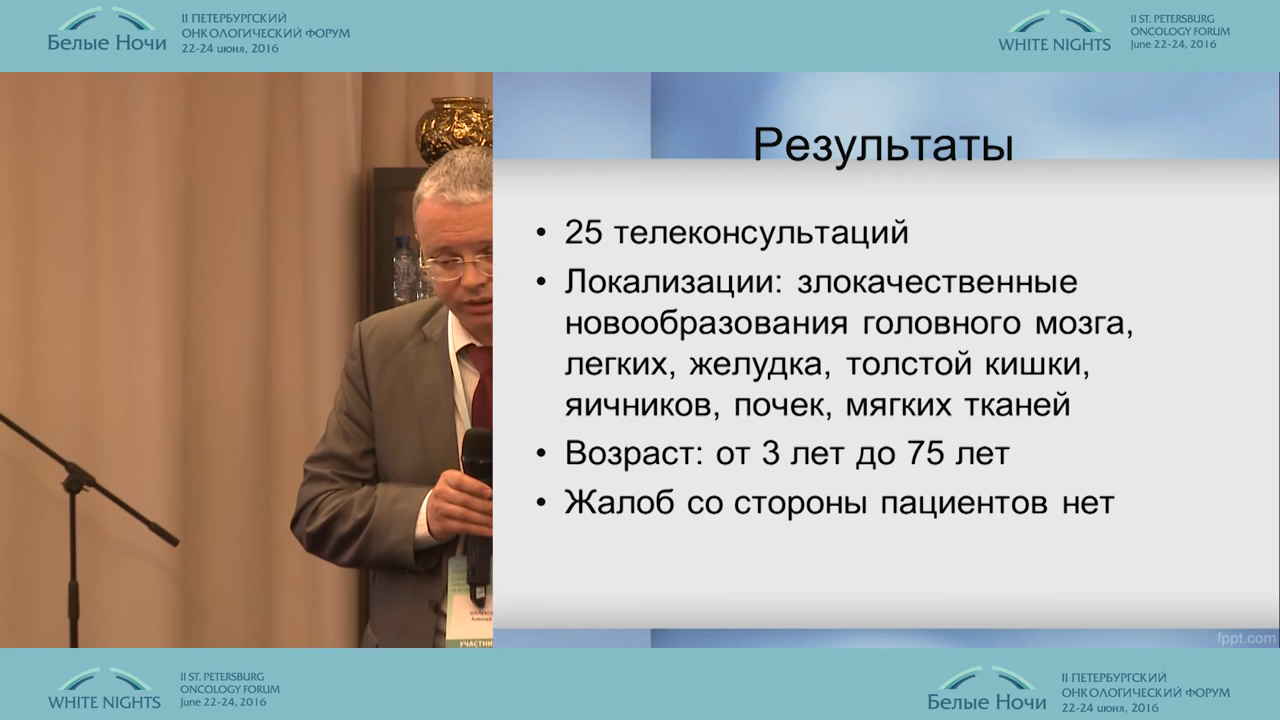 Белые Ночи
II ПЕТЕРБУРГСКИЙ
ОНКОЛОГИЧЕСКИЙ ФОРУМ
22-24 июня, 2016
WHITE NIGHTS
II ST. PETERSBURG
ONCOLOGY FORUM
June 22-24, 2016
Результаты
• 25 телеконсультаций
• Локализации: злокачественные
новообразования головного мозга,
легких, желудка, толстой кишки,
яичников, почек, мягких тканей
• Возраст: от 3 лет до 75 лет
• Жалоб со стороны пациентов нет
Алексей
УЧАСТНИ
fppt.com
WHITE NIGHTS
II ST. PETERSBURG
ONCOLOGY FORUM
June 22-24, 2016
Белые Ночи
II ПЕТЕРБУРГСКИЙ
ОНКОЛОГИЧЕСКИЙ ФОРУМ
22-24 июня, 2016